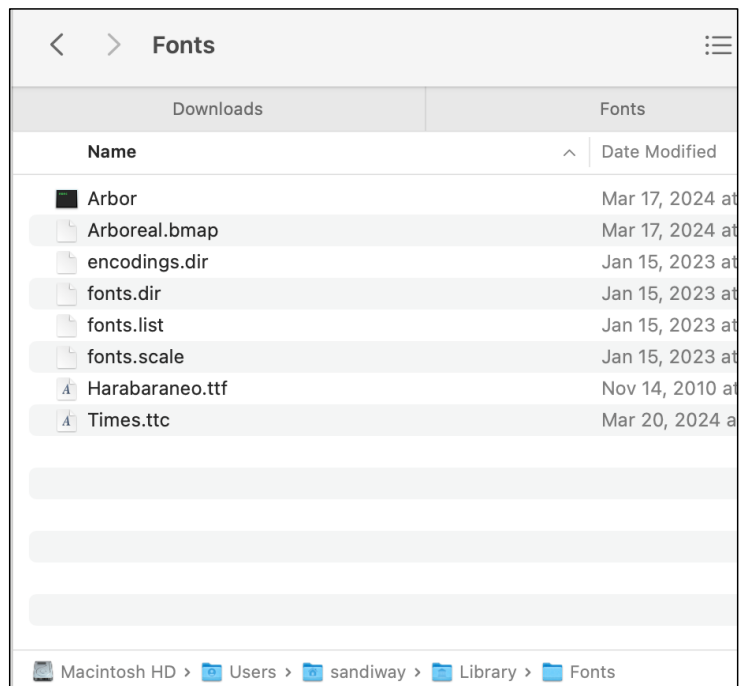 Fonts
Downloads Fonts
Name Date Modified
Arbor Mar 17, 2024 at
Arboreal.bmap Mar 17, 2024 at
encodings.dir Jan 15, 2023 at
fonts.dir Jan 15, 2023 at
fonts.list Jan 15, 2023 at
fonts.scale Jan 15, 2023 at
Harabaraneo.ttf Nov 14, 2010 at
Times.ttc Mar 20, 2024 a
Macintosh HD › Users › sandiway › Library › Fonts